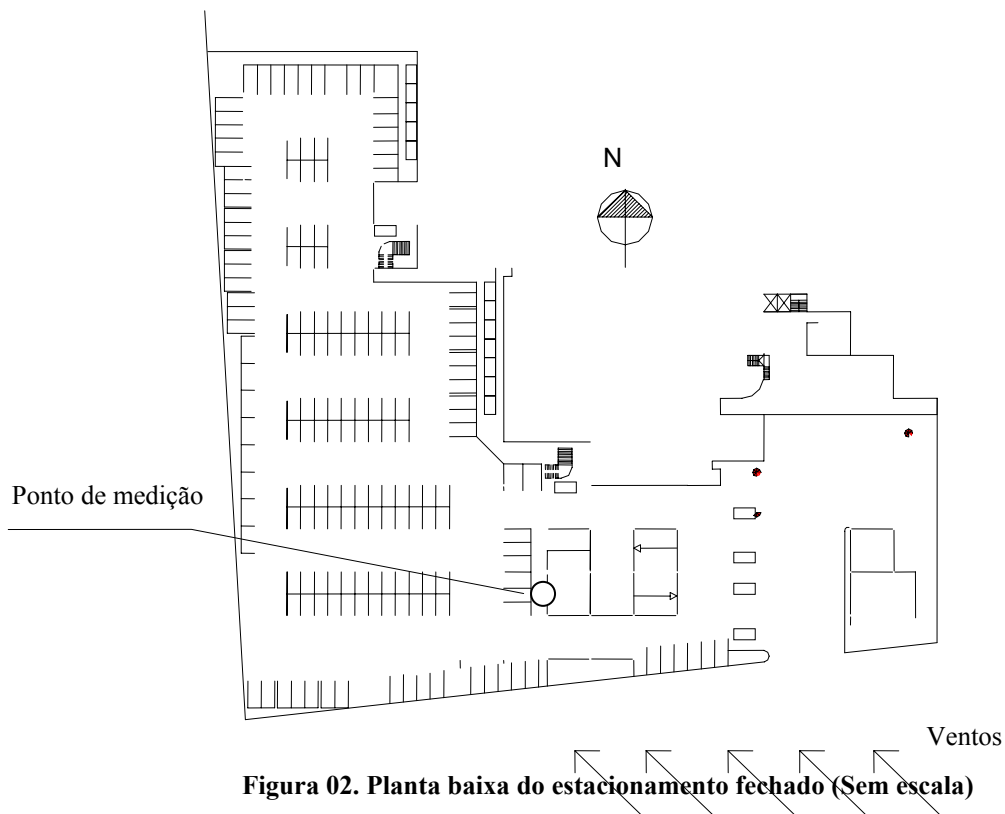 N
Ponto de medição
Ventos
Figura 02. Planta baixa do estacionamento fechado (Sem escala)